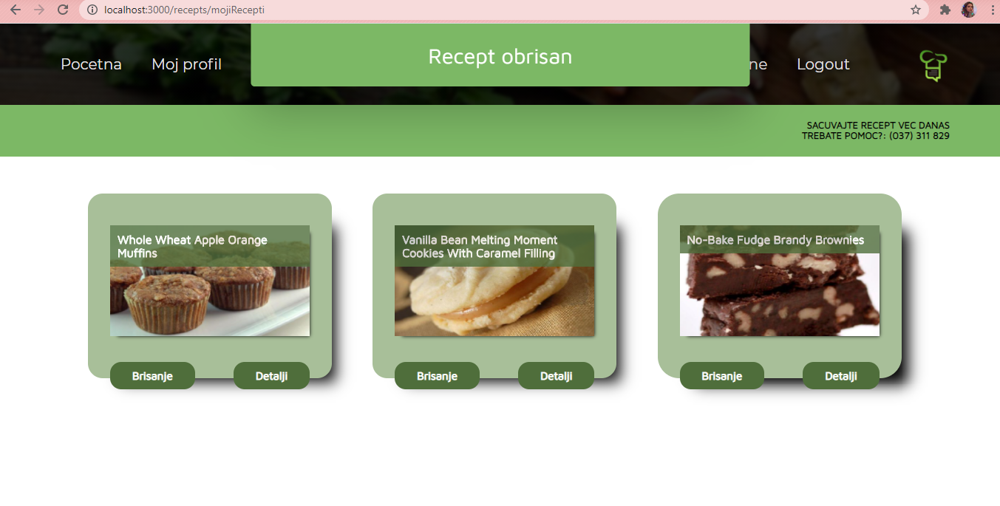 localhost:3000/recepts/mojiRecepti
Pocetna
Moj profil
Recept obrisan
ne
Logout
SACUVAJTE RECEPT VEC DANAS
TREBATE POMOC?: (037) 311 829
Whole Wheat Apple Orange
Muffins
Vanilla Bean Melting Moment
Cookies With Caramel Filling
No-Bake Fudge Brandy Brownies
Brisanje
Detalji
Brisanje
Detalji
Brisanje
Detalji